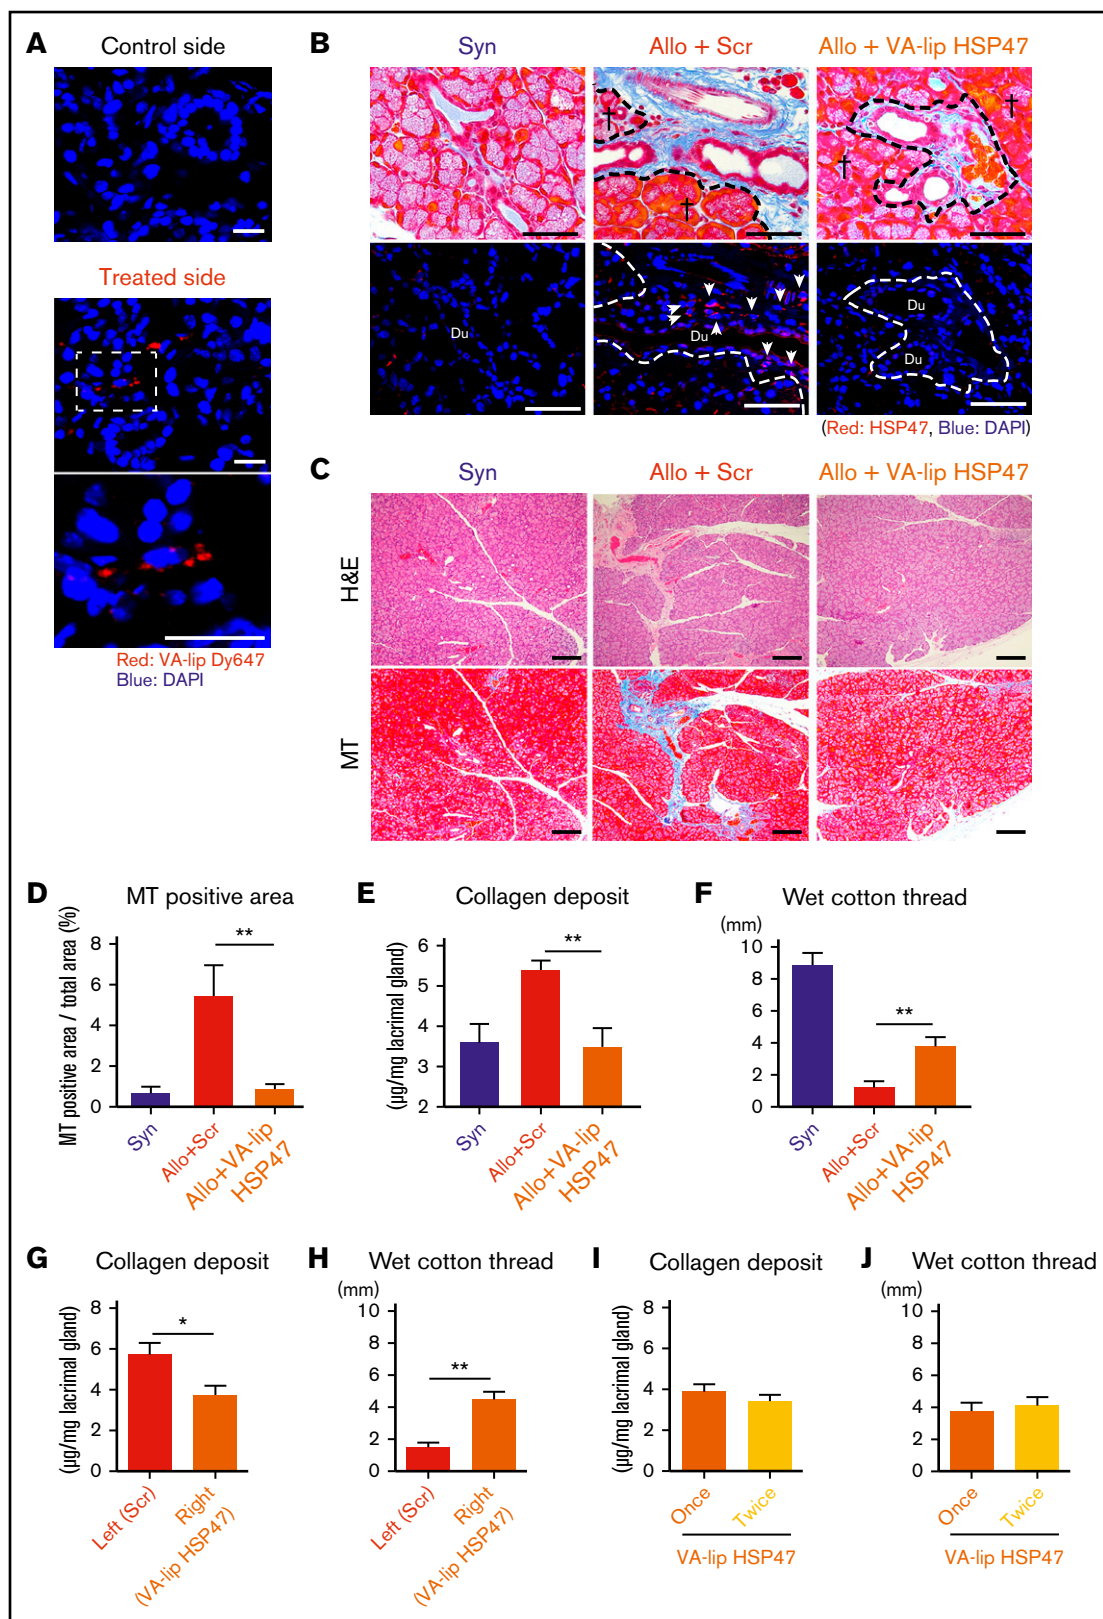 A
Control side
Treated side
Red: VA-lip Dy647
Blue: DAPI
B
Syn
Allo + Scr
Allo + VA-lip HSP47
†
†
†
†
Du
Du
Du
Du
(Red: HSP47, Blue: DAPI)
C
Syn
Allo + Scr
Allo + VA-lip HSP47
H&E
MT
D
MT positive area
MT positive area / total area (%)
8
6
4
2
0
**
Syn
Allo+Scr
Allo+VA-lip
HSP47
E
Collagen deposit
(µg/mg lacrimal gland)
6
5
4
3
2
**
Syn
Allo+Scr
Allo+VA-lip
HSP47
F
Wet cotton thread
(mm)
10
8
6
4
2
0
**
Syn
Allo+Scr
Allo+VA-lip
HSP47
G
Collagen deposit
(µg/mg lacrimal gland)
8
6
4
2
0
*
Left (Scr)
Right
(VA-lip HSP47)
H
Wet cotton thread
(mm)
10
8
6
4
2
0
**
Left (Scr)
Right
(VA-lip HSP47)
I
Collagen deposit
(µg/mg lacrimal gland)
8
6
4
2
0
Once
Twice
VA-lip HSP47
J
Wet cotton thread
(mm)
10
8
6
4
2
0
Once
Twice
VA-lip HSP47